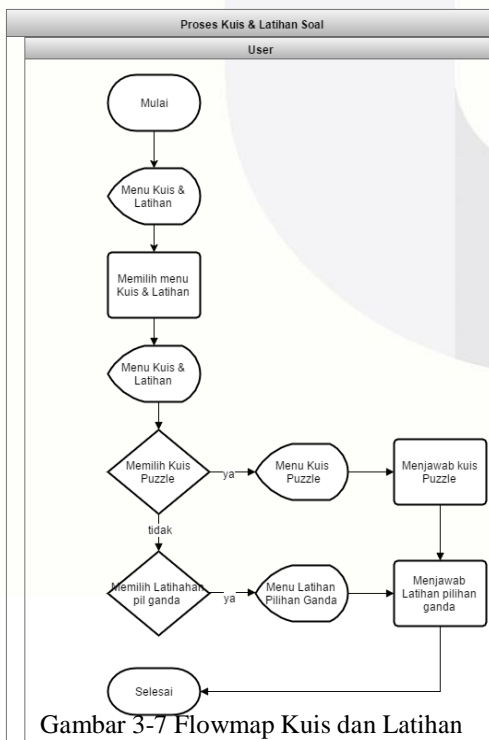 Proses Kuis & Latihan Soal
User
Mulai
Menu Kuis &
Latihan
Memilih menu
Kuis & Latihan
Menu Kuis &
Latihan
Memilih Kuis
Puzzle
ya
Menu Kuis
Puzzle
Menjawab kuis
Puzzle
tidak
Memilih Latihahan
pil ganda
ya
Menu Latihan
Pilihan Ganda
Menjawab
Latihan pilihan
ganda
Selesai
Gambar 3-7 Flowmap Kuis dan Latihan